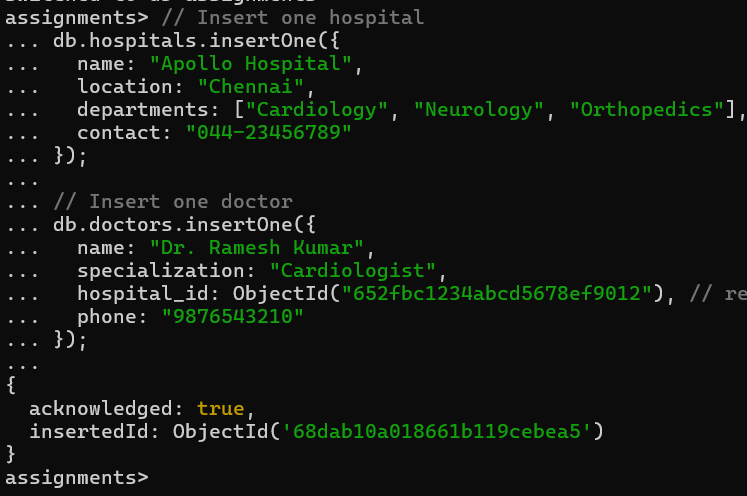 assignments> // Insert one hospital
... db.hospitals.insertOne({
...   name: "Apollo Hospital",
...   location: "Chennai",
...   departments: ["Cardiology", "Neurology", "Orthopedics"],
...   contact: "044-23456789"
... });
...
... // Insert one doctor
... db.doctors.insertOne({
...   name: "Dr. Ramesh Kumar",
...   specialization: "Cardiologist",
...   hospital_id: ObjectId("652fbc1234abcd5678ef9012"), // re
...   phone: "9876543210"
... });
...
{
  acknowledged: true,
  insertedId: ObjectId('68dab10a018661b119cebea5')
}
assignments>